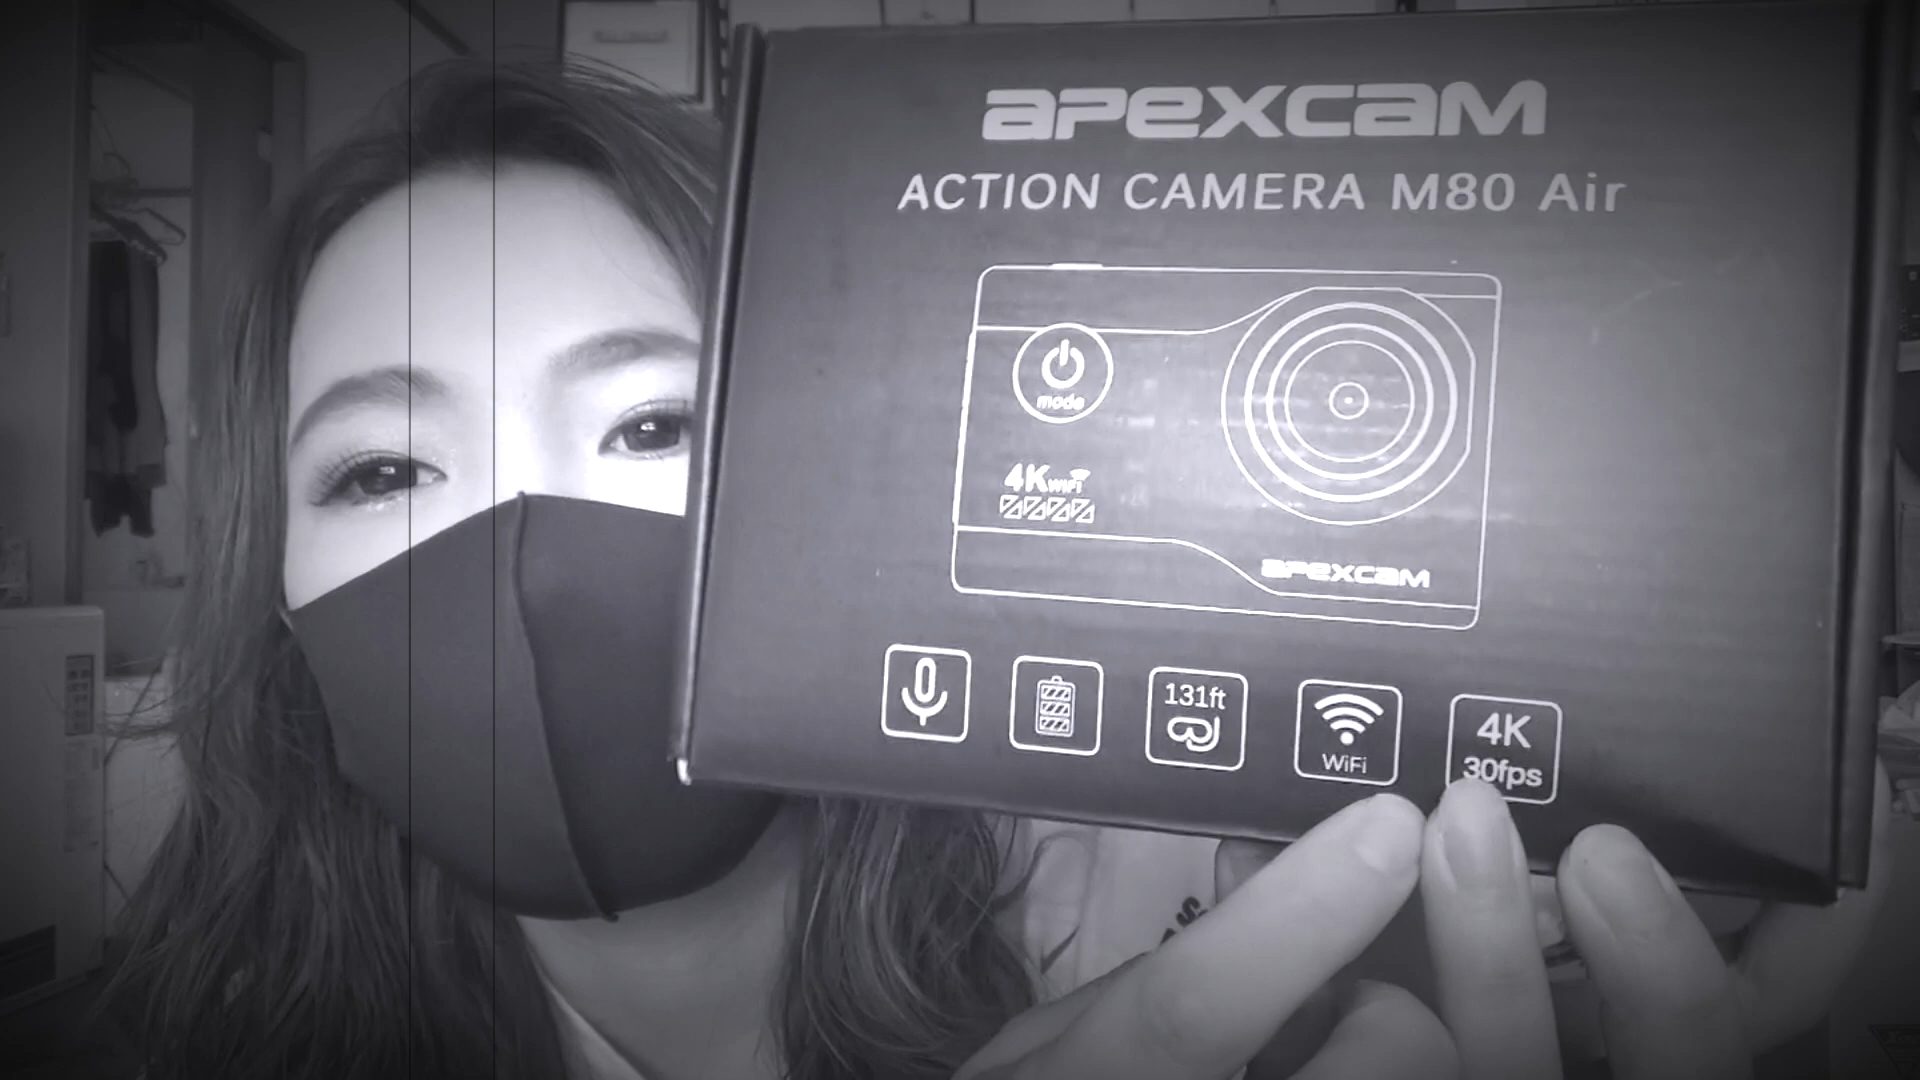 apexcam
ACTION CAMERA M80 Air
mode
4K WiFi
apexcam
131ft
WiFi
4K
30fps